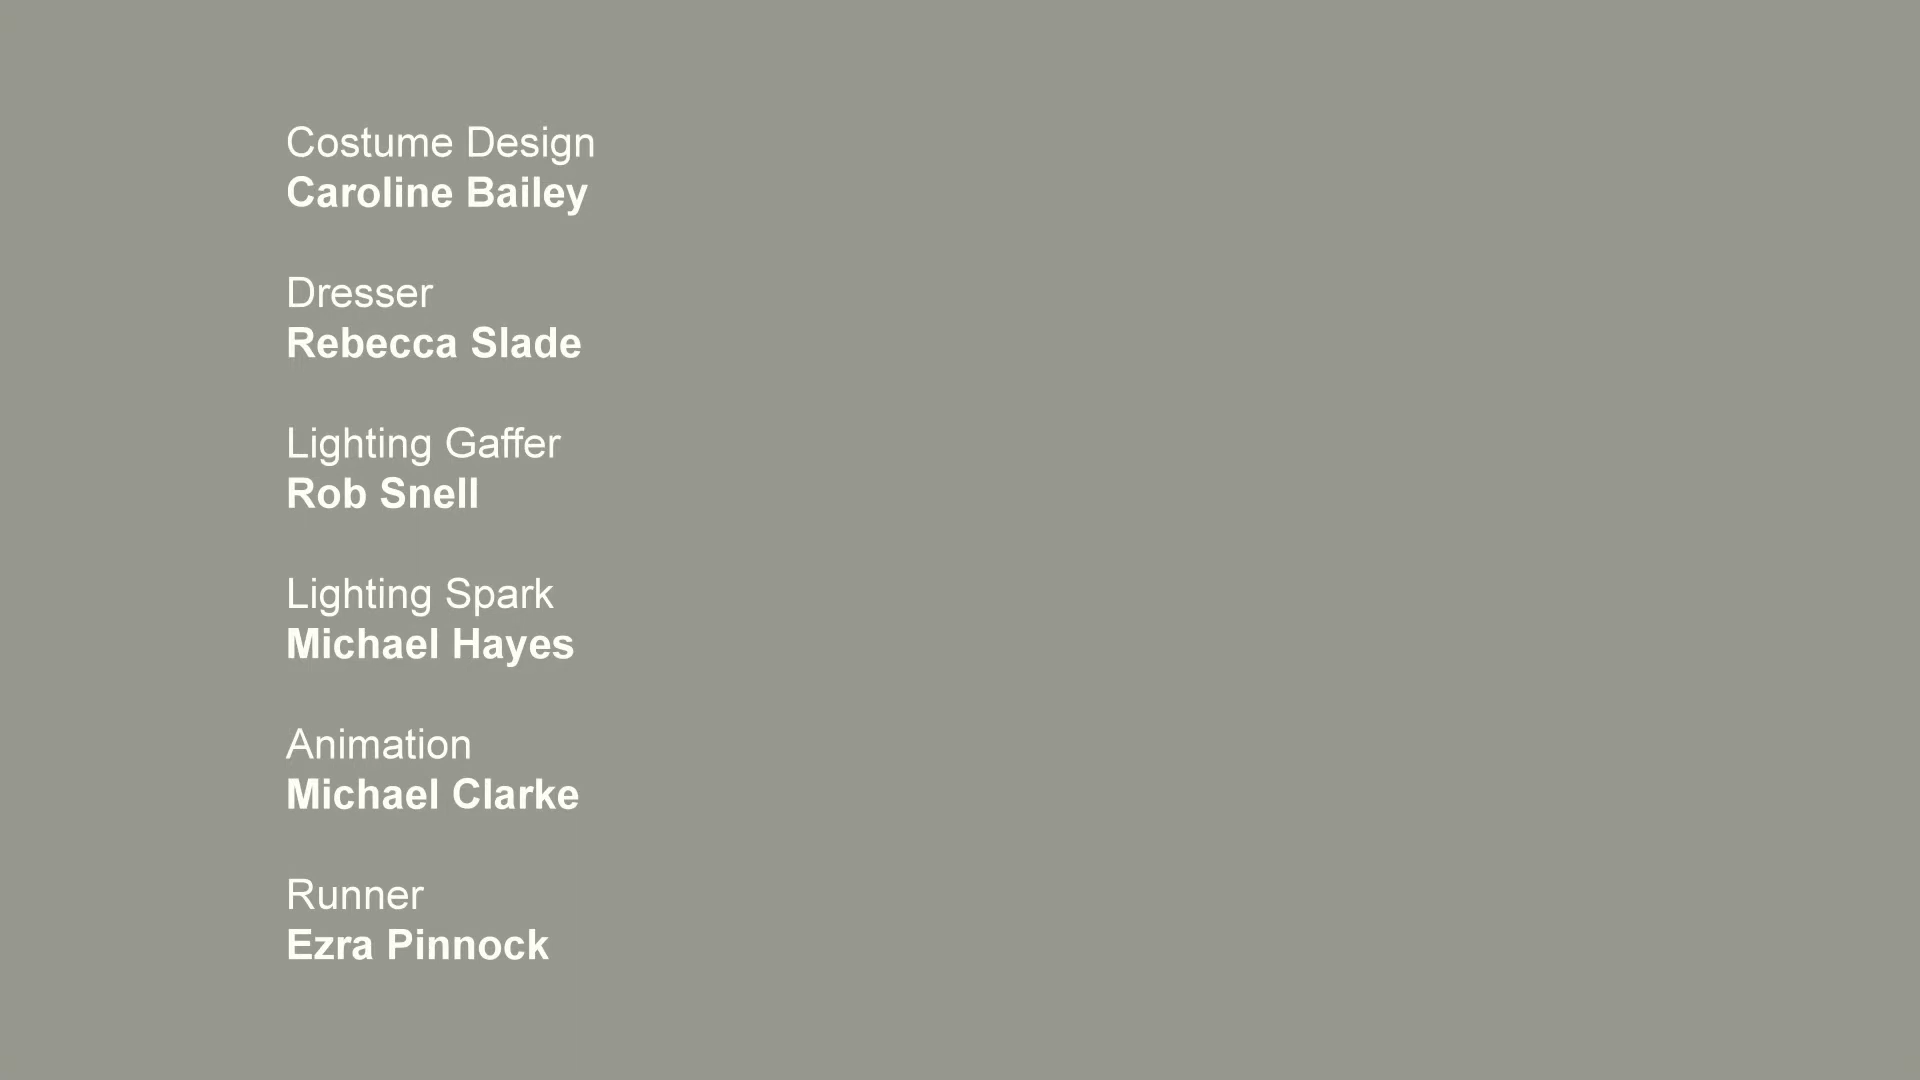 Costume Design
Caroline Bailey
Dresser
Rebecca Slade
Lighting Gaffer
Rob Snell
Lighting Spark
Michael Hayes
Animation
Michael Clarke
Runner
Ezra Pinnock